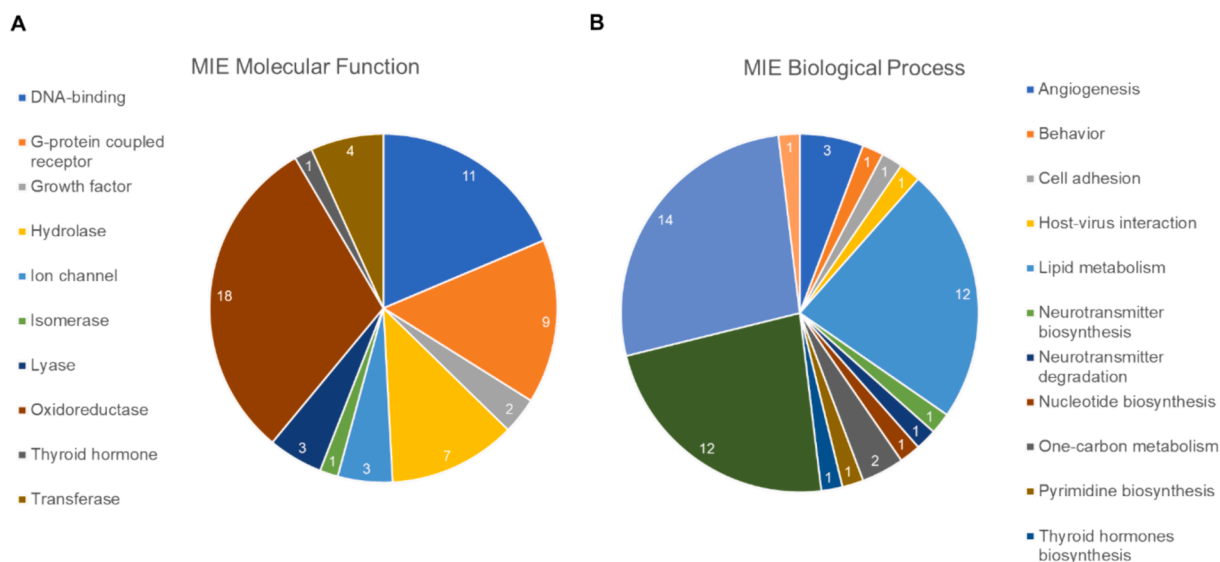 A
B
MIE Molecular Function
MIE Biological Process
DNA-binding
G-protein coupled
receptor
Growth factor
Hydrolase
Ion channel
Isomerase
Lyase
Oxidoreductase
Thyroid hormone
Transferase
11
9
2
7
3
1
3
18
1
4
3
1
1
1
12
1
1
1
2
1
1
12
14
1
Angiogenesis
Behavior
Cell adhesion
Host-virus interaction
Lipid metabolism
Neurotransmitter
biosynthesis
Neurotransmitter
degradation
Nucleotide biosynthesis
One-carbon metabolism
Pyrimidine biosynthesis
Thyroid hormones
biosynthesis